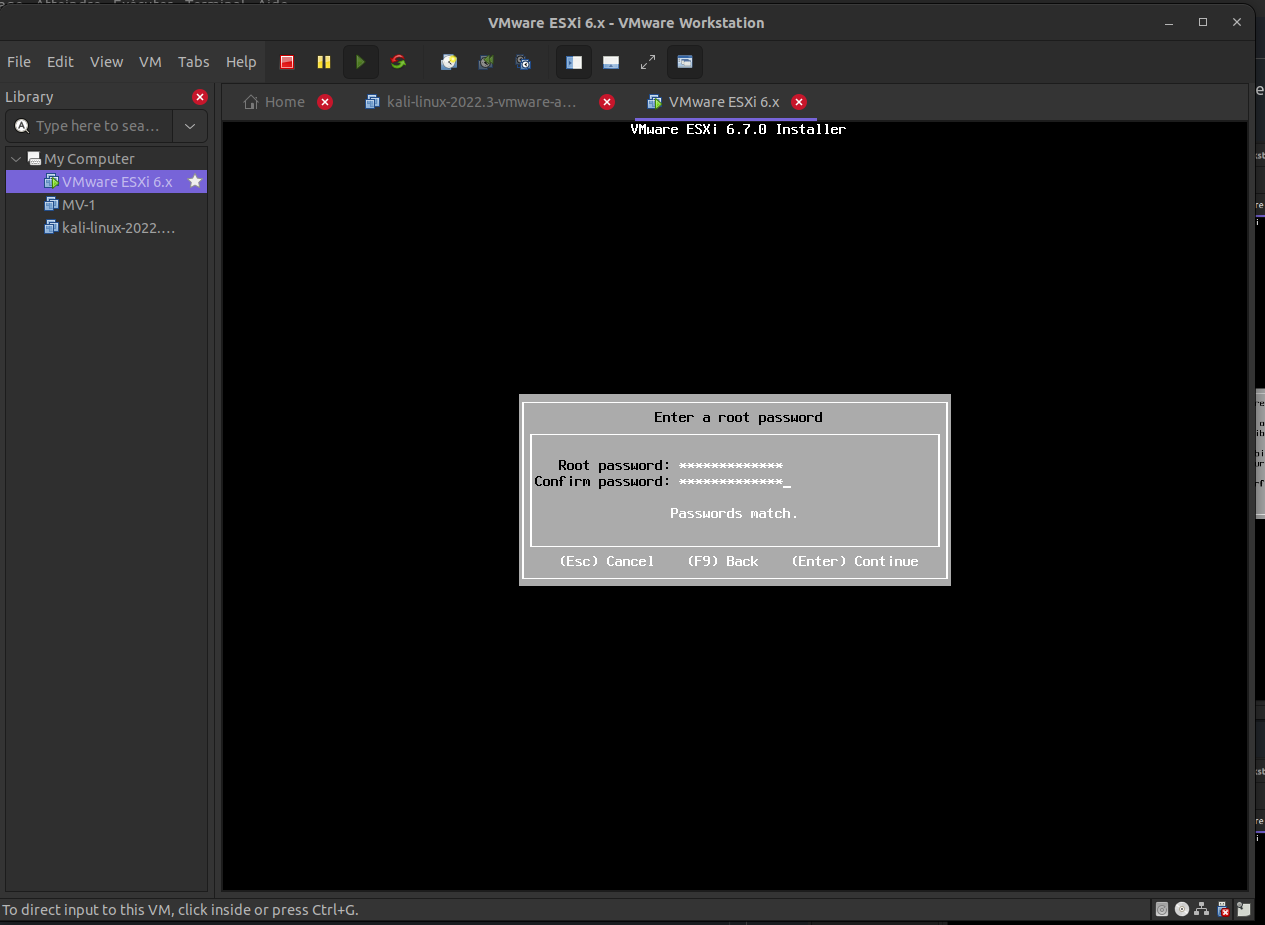 VMware ESXi 6.x - VMware Workstation
File Edit View VM Tabs Help
Library
Type here to sea...
My Computer
VMware ESXi 6.x
MV-1
kali-linux-2022....
Home
kali-linux-2022.3-vmware-a...
VMware ESXi 6.x
VMware ESXi 6.7.0 Installer
Enter a root password
Root password: *************
Confirm password: *************_
Passwords match.
(Esc) Cancel (F9) Back (Enter) Continue
To direct input to this VM, click inside or press Ctrl+G.